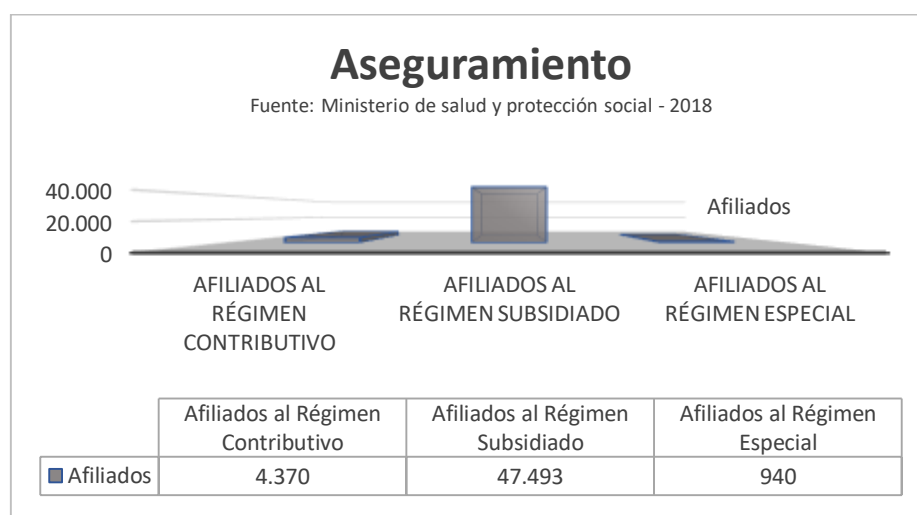 Aseguramiento
Fuente: Ministerio de salud y protección social - 2018
40.000
20.000
0
Afiliados
AFILIADOS AL
RÉGIMEN
CONTRIBUTIVO
AFILIADOS AL
RÉGIMEN SUBSIDIADO
AFILIADOS AL
RÉGIMEN ESPECIAL
Afiliados al Régimen
Contributivo
Afiliados al Régimen
Subsidiado
Afiliados al Régimen
Especial
Afiliados
4.370
47.493
940